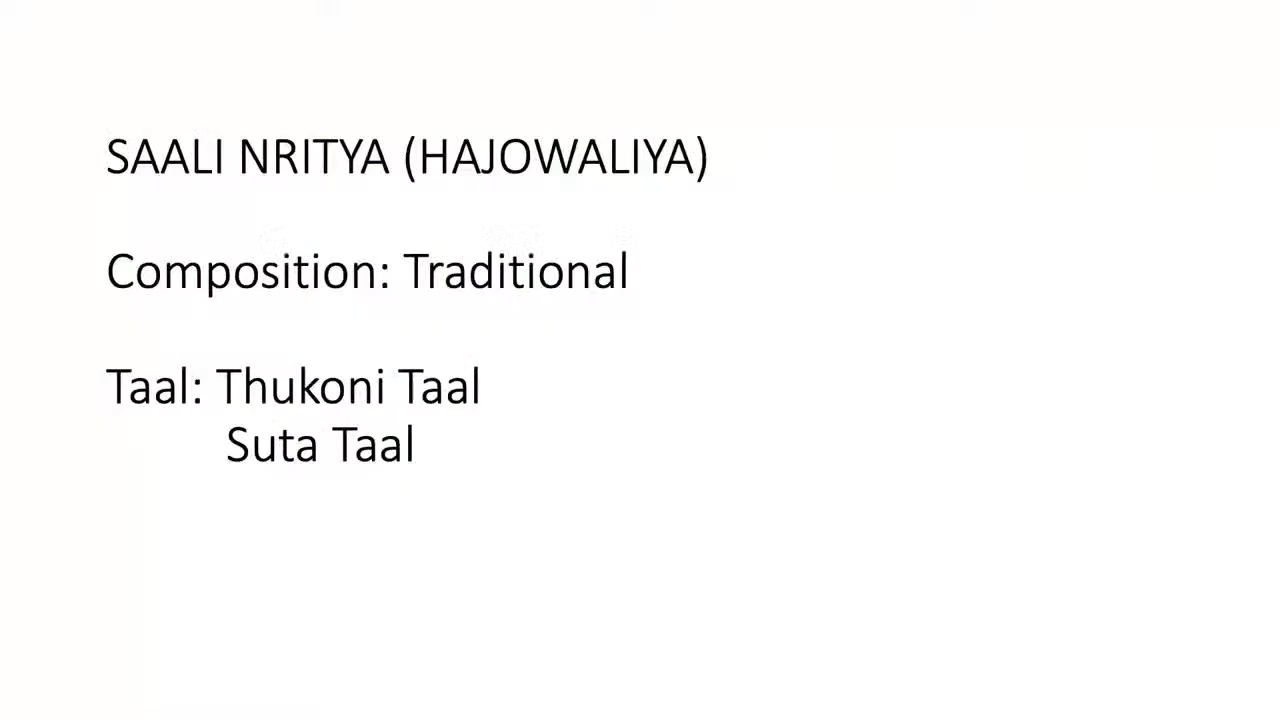 SAALI NRITYA (HAJOWALIYA)
Composition: Traditional
Taal: Thukoni Taal
Suta Taal